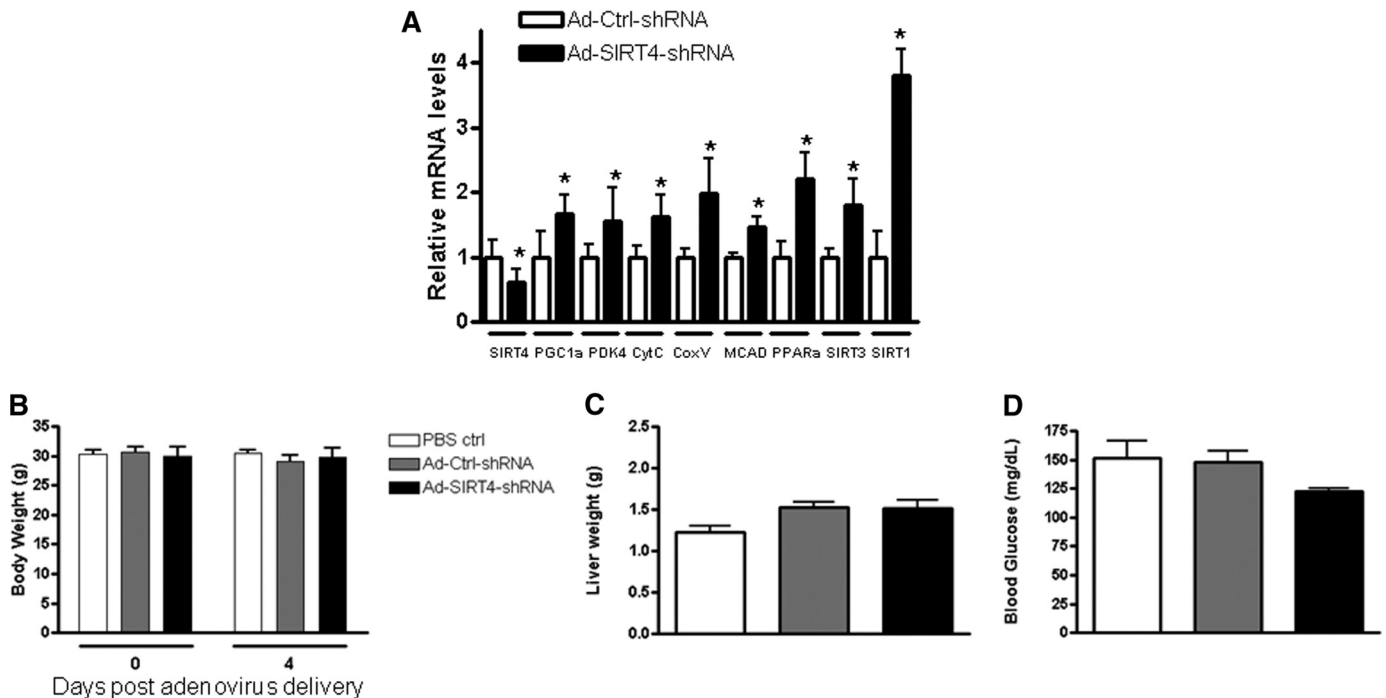 A
Ad-Ctrl-shRNA
Ad-SIRT4-shRNA
Relative mRNA levels
4
3
2
1
0
SIRT4 PGC1a PDK4 CytC CoxV MCAD PPARa SIRT3 SIRT1
* * * * * * * * *
B
Body Weight (g)
35
30
25
20
15
10
5
0
0 4
Days post adenovirus delivery
PBS ctrl
Ad-Ctrl-shRNA
Ad-SIRT4-shRNA
C
Liver weight (g)
2.5
2.0
1.5
1.0
0.5
0.0
D
Blood Glucose (mg/dL)
175
150
125
100
75
50
25
0